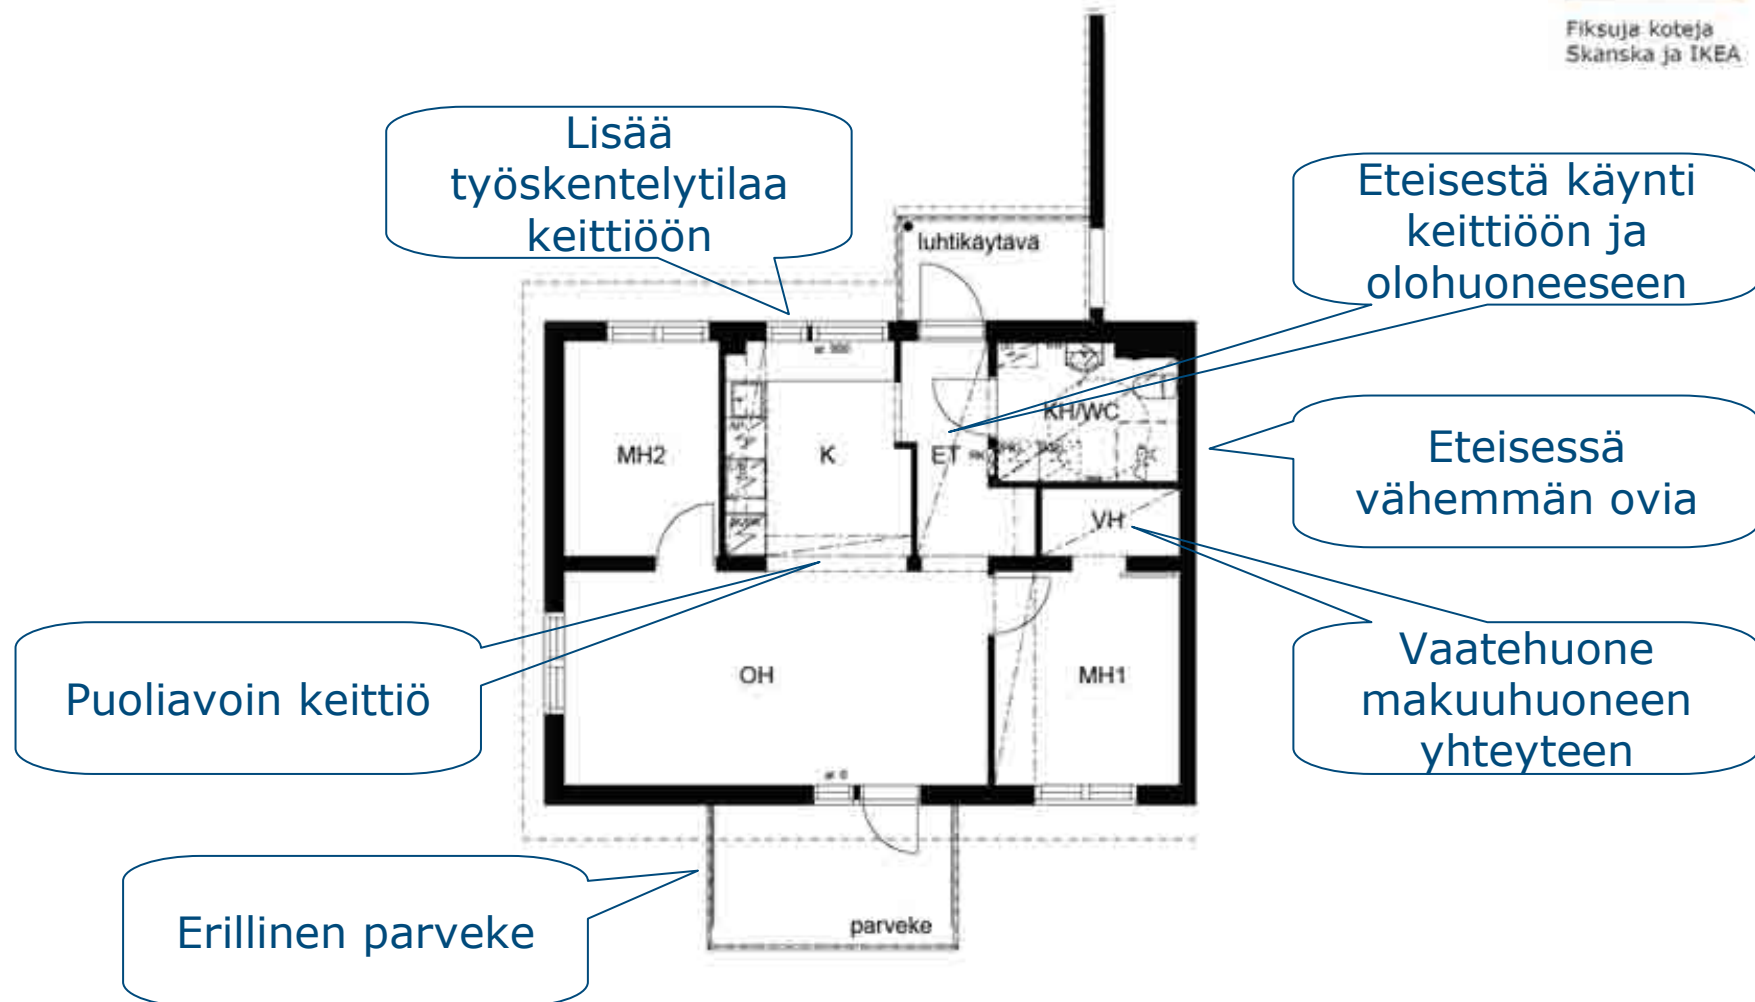 Fiksuja koteja
Skanska ja IKEA
Lisää
työskentelytilaa
keittiöön
Eteisestä käynti
keittiöön ja
olohuoneeseen
luhtikäytävä
KH/WC
MH2
K
ET
Eteisessä
vähemmän ovia
VH
Puoliavoin keittiö
OH
MH1
Vaatehuone
makuuhuoneen
yhteyteen
Erillinen parveke
parveke